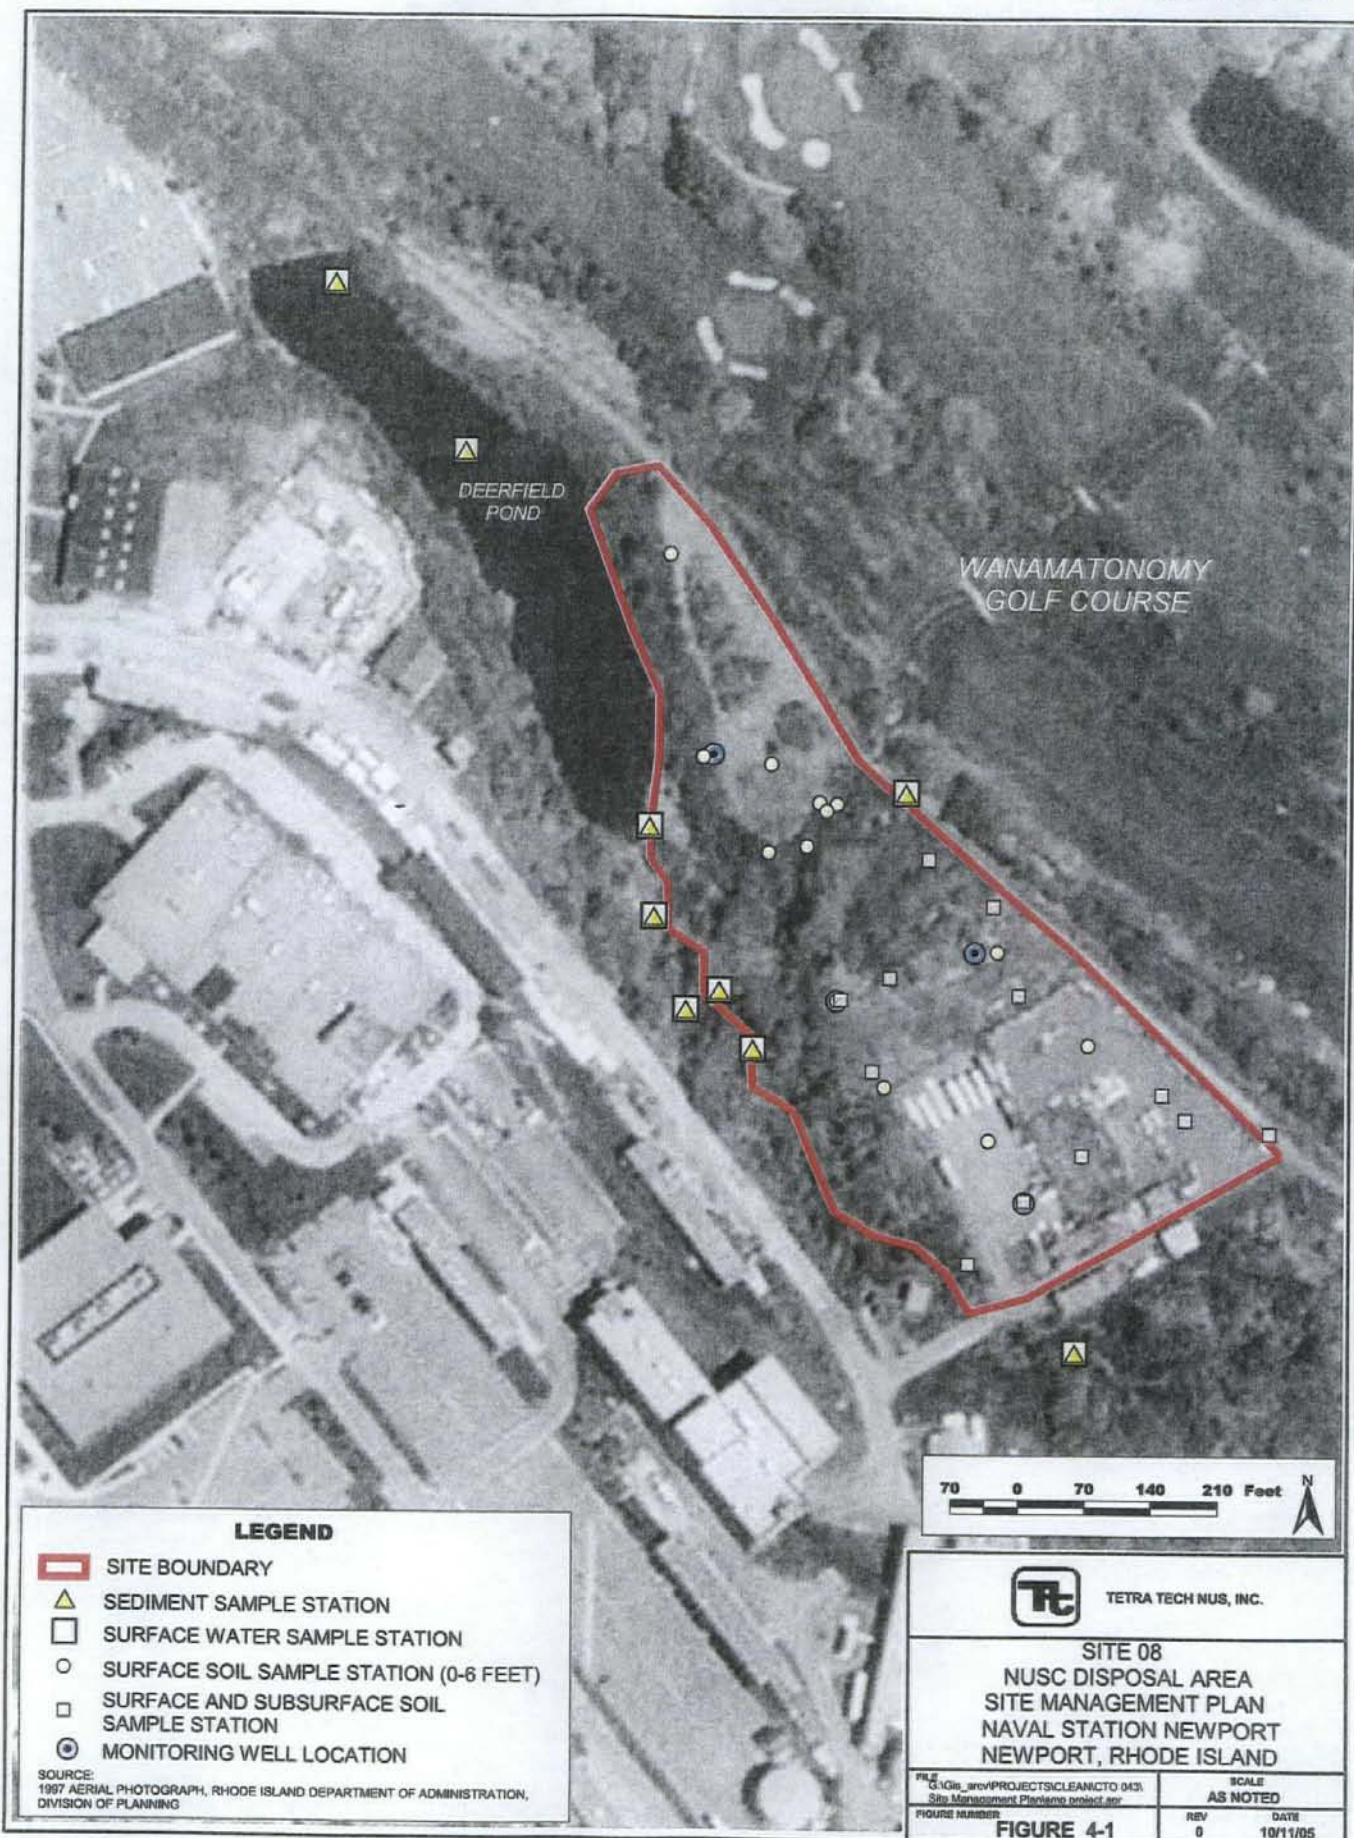 DEERFIELD
POND
WANAMATONOMY
GOLF COURSE
70 0 70 140 210 Feet
N
LEGEND
SITE BOUNDARY
SEDIMENT SAMPLE STATION
SURFACE WATER SAMPLE STATION
SURFACE SOIL SAMPLE STATION (0-6 FEET)
SURFACE AND SUBSURFACE SOIL
SAMPLE STATION
MONITORING WELL LOCATION
SOURCE:
1997 AERIAL PHOTOGRAPH, RHODE ISLAND DEPARTMENT OF ADMINISTRATION,
DIVISION OF PLANNING
TETRA TECH NUS, INC.
SITE 08
NUSC DISPOSAL AREA
SITE MANAGEMENT PLAN
NAVAL STATION NEWPORT
NEWPORT, RHODE ISLAND
FILE
Site Management Plan
SCALE
AS NOTED
FIGURE NUMBER
FIGURE 4-1
REV
0
DATE
10/11/05